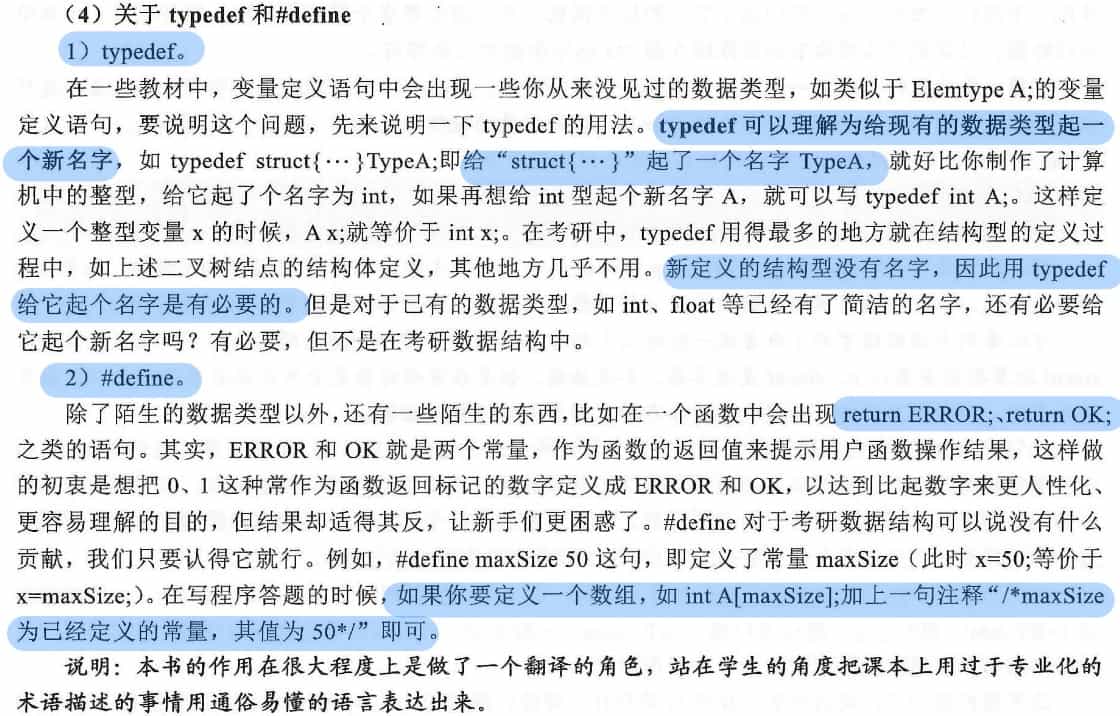 （4）关于 typedef 和#define
1）typedef。
在一些教材中，变量定义语句中会出现一些你从来没见过的数据类型，如类似于 Elemtype A;的变量
定义语句，要说明这个问题，先来说明一下 typedef 的用法。typedef 可以理解为给现有的数据类型起一
个新名字，如 typedef struct{…}TypeA;即给“struct{…}”起了一个名字 TypeA，就好比你制作了计算
机中的整型，给它起了个名字为 int，如果再想给 int 型起个新名字 A，就可以写 typedef int A;。这样定
义一个整型变量 x 的时候，A x;就等价于 int x;。在考研中，typedef 用得最多的地方就在结构型的定义过
程中，如上述二叉树结点的结构体定义，其他地方几乎不用。新定义的结构型没有名字，因此用 typedef
给它起个名字是有必要的。但是对于已有的数据类型，如 int、float 等已经有了简洁的名字，还有必要给
它起个新名字吗？有必要，但不是在考研数据结构中。
2）#define。
除了陌生的数据类型以外，还有一些陌生的东西，比如在一个函数中会出现 return ERROR;、return OK;
之类的语句。其实，ERROR 和 OK 就是两个常量，作为函数的返回值来提示用户函数操作结果，这样做
的初衷是想把 0、1 这种常作为函数返回标记的数字定义成 ERROR 和 OK，以达到比起数字来更人性化、
更容易理解的目的，但结果却适得其反，让新手们更困惑了。#define 对于考研数据结构可以说没有什么
贡献，我们只要认得它就行。例如，#define maxSize 50 这句，即定义了常量 maxSize（此时 x=50;等价于
x=maxSize;）。在写程序答题的时候，如果你要定义一个数组，如 int A[maxSize];加上一句注释“/*maxSize
为已经定义的常量，其值为 50*/”即可。
说明：本书的作用在很大程度上是做了一个翻译的角色，站在学生的角度把课本上用过于专业化的
术语描述的事情用通俗易懂的语言表达出来。